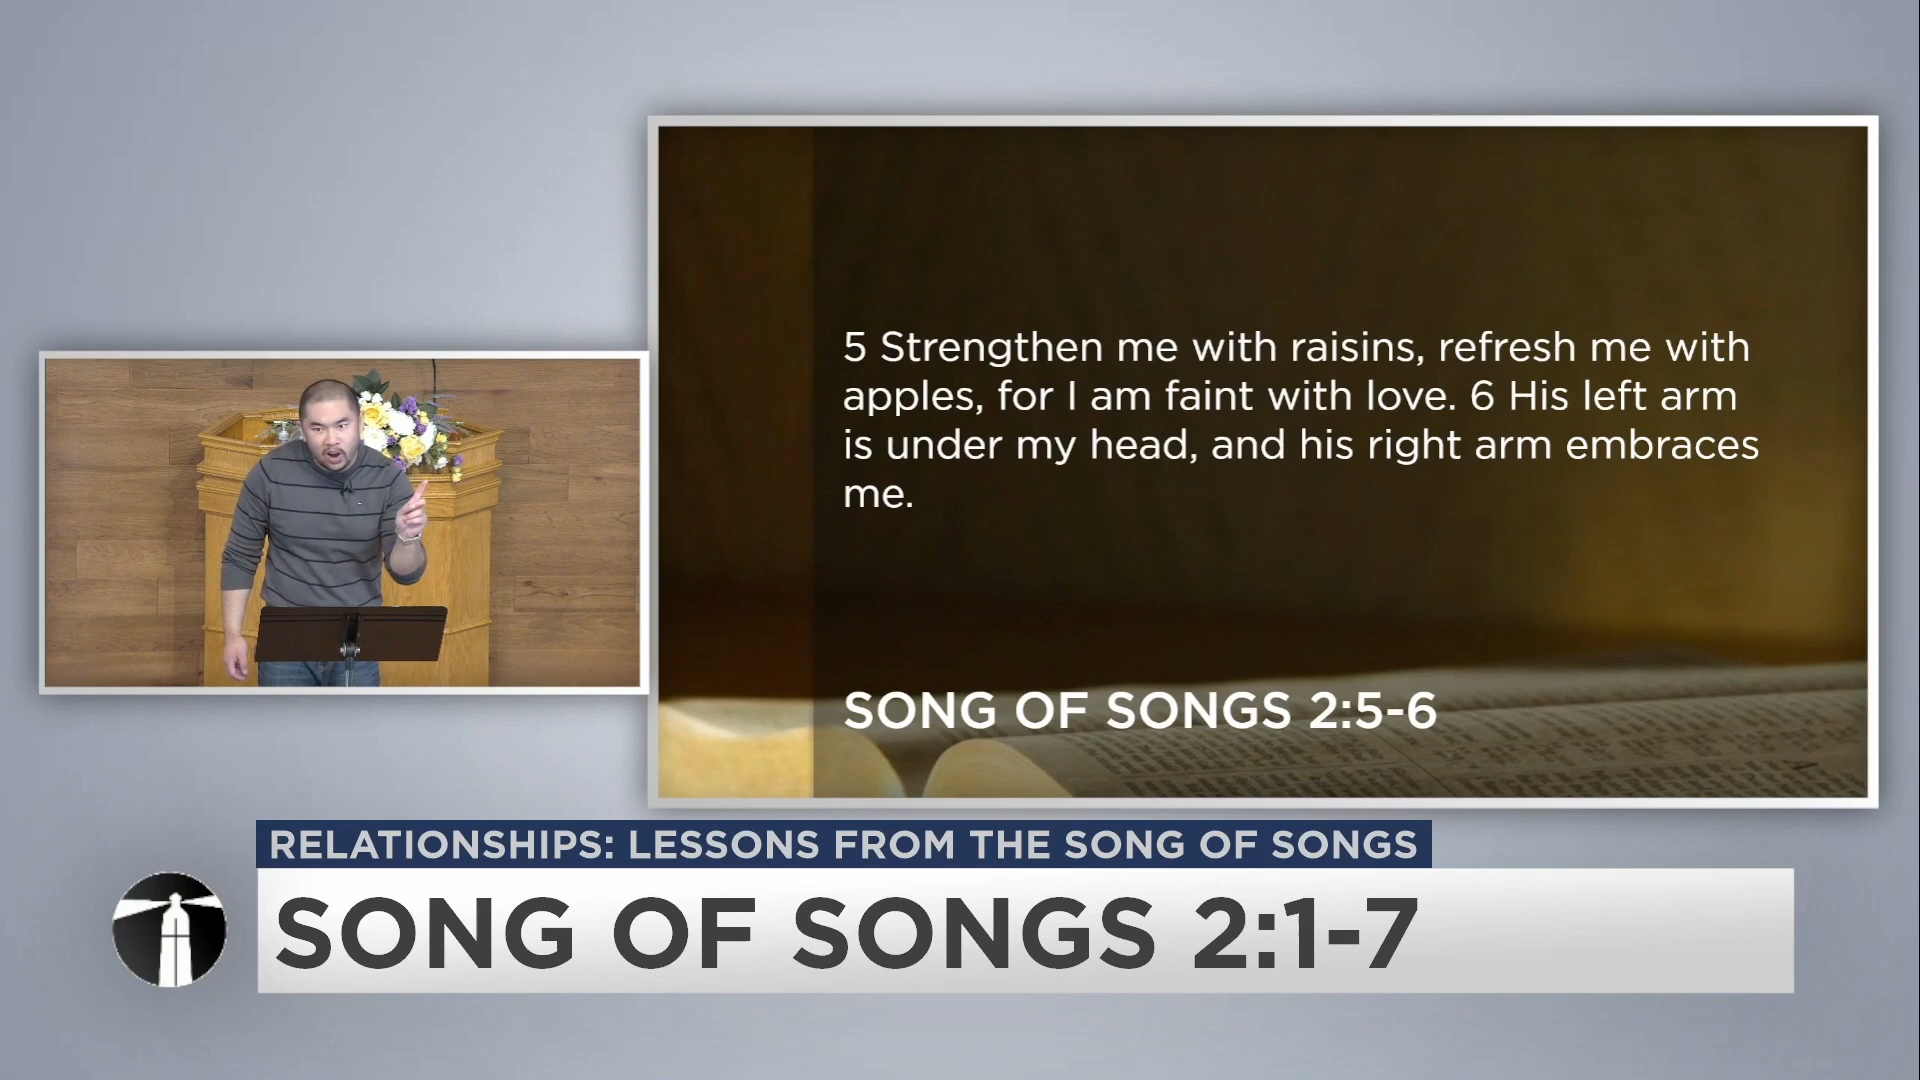 5 Strengthen me with raisins, refresh me with
apples, for I am faint with love. 6 His left arm
is under my head, and his right arm embraces
me.
SONG OF SONGS 2:5-6
RELATIONSHIPS: LESSONS FROM THE SONG OF SONGS
SONG OF SONGS 2:1-7